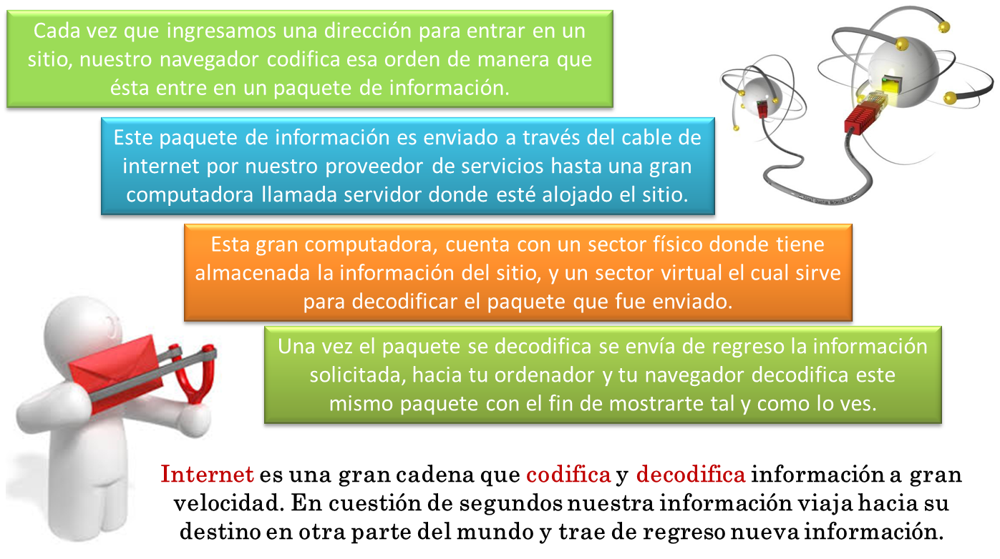 Cada vez que ingresamos una dirección para entrar en un
sitio, nuestro navegador codifica esa orden de manera que
ésta entre en un paquete de información.
Este paquete de información es enviado a través del cable de
internet por nuestro proveedor de servicios hasta una gran
computadora llamada servidor donde esté alojado el sitio.
Esta gran computadora, cuenta con un sector físico donde tiene
almacenada la información del sitio, y un sector virtual el cual sirve
para decodificar el paquete que fue enviado.
Una vez el paquete se decodifica se envía de regreso la información
solicitada, hacia tu ordenador y tu navegador decodifica este
mismo paquete con el fin de mostrarte tal y como lo ves.
Internet es una gran cadena que codifica y decodifica información a gran
velocidad. En cuestión de segundos nuestra información viaja hacia su
destino en otra parte del mundo y trae de regreso nueva información.